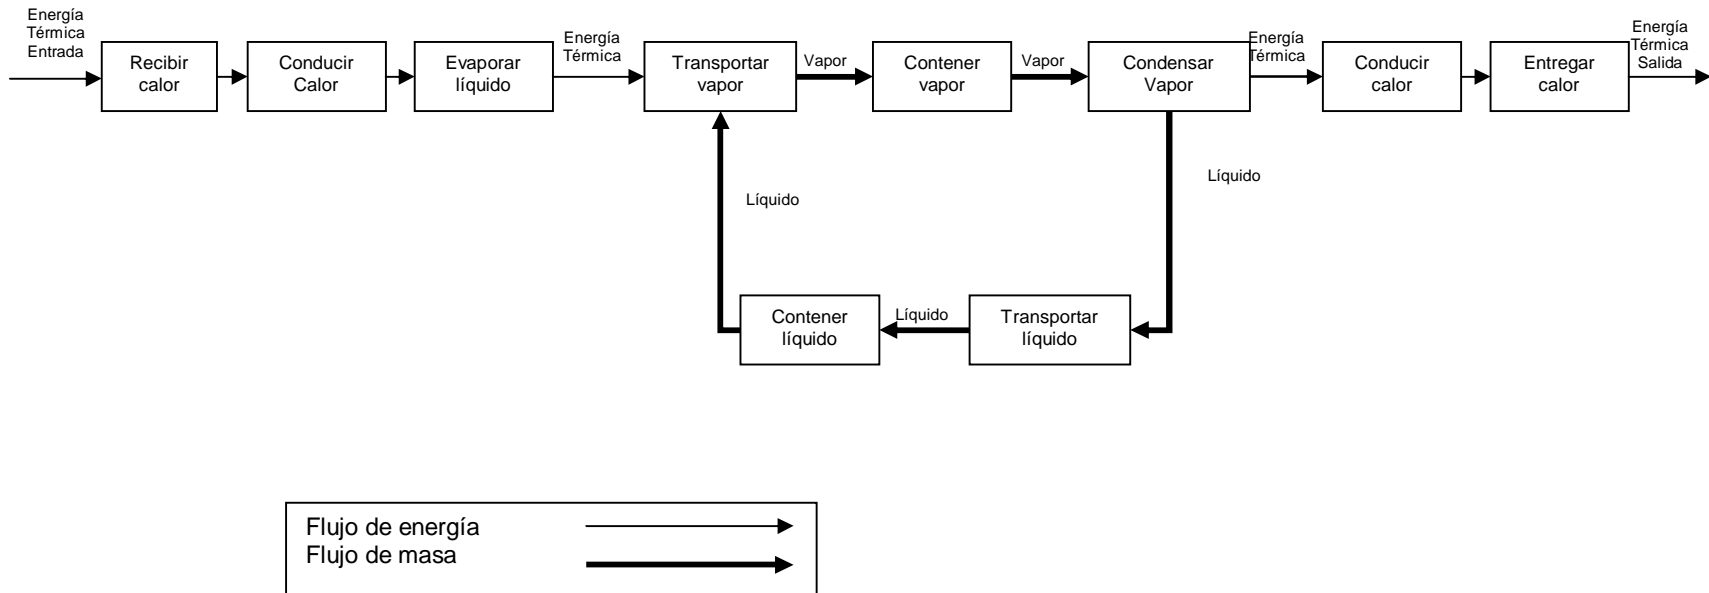 Energía
Térmica
Entrada
Recibir
calor
Conducir
Calor
Evaporar
líquido
Energía
Térmica
Transportar
vapor
Vapor
Contener
vapor
Vapor
Condensar
Vapor
Energía
Térmica
Conducir
calor
Entregar
calor
Energía
Térmica
Salida
Líquido
Líquido
Contener
líquido
Líquido
Transportar
líquido
Flujo de energía
Flujo de masa